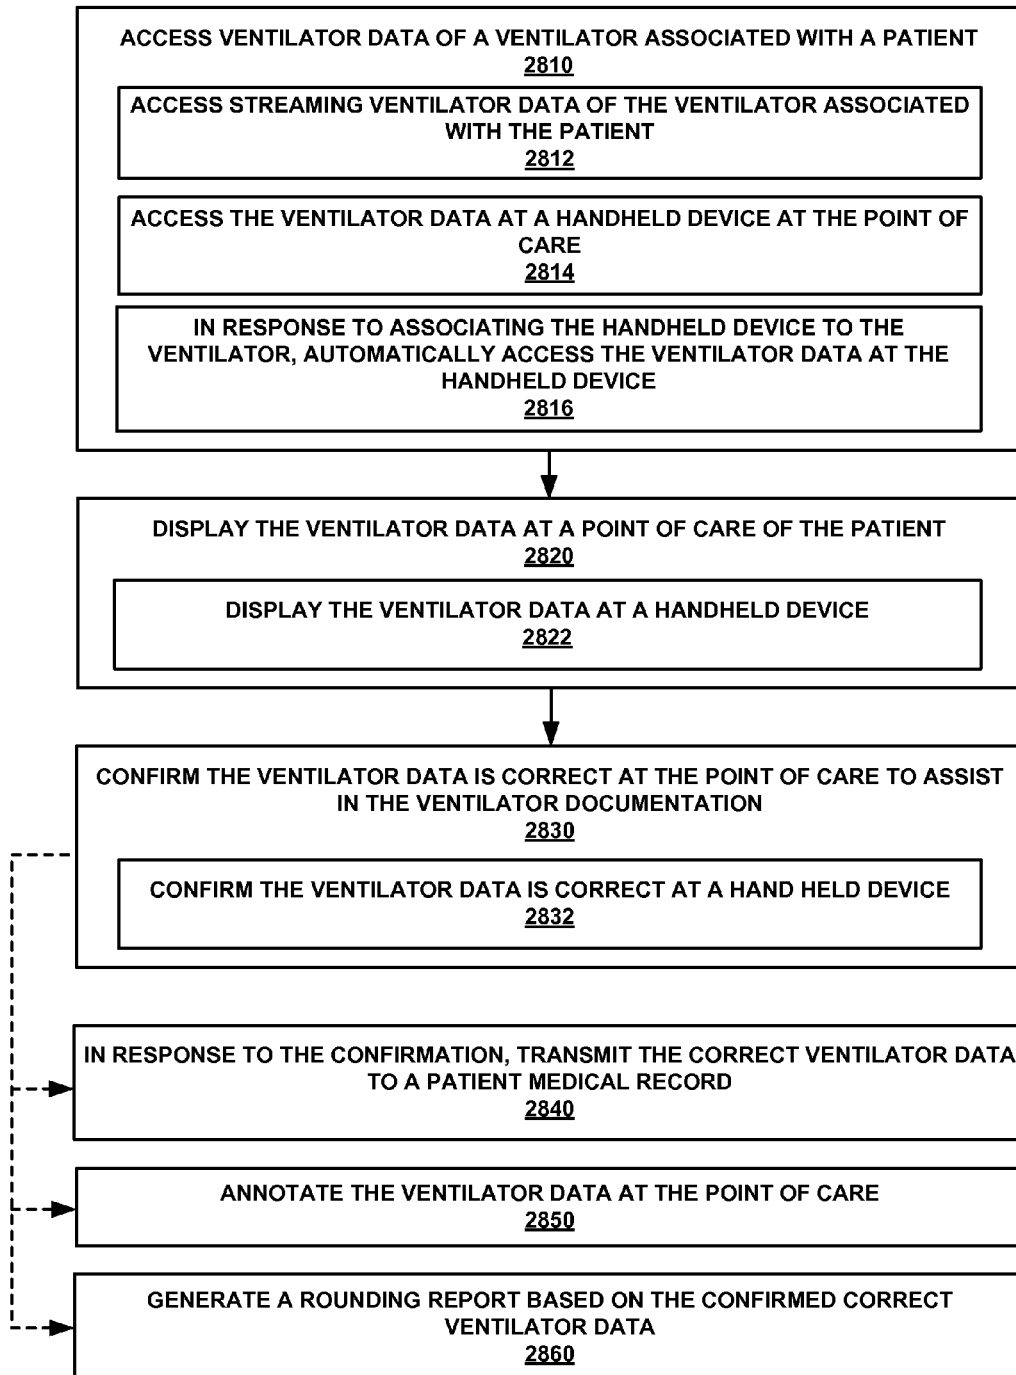 ACCESS VENTILATOR DATA OF A VENTILATOR ASSOCIATED WITH A PATIENT
2810
ACCESS STREAMING VENTILATOR DATA OF THE VENTILATOR ASSOCIATED
WITH THE PATIENT
2812
ACCESS THE VENTILATOR DATA AT A HANDHELD DEVICE AT THE POINT OF
CARE
2814
IN RESPONSE TO ASSOCIATING THE HANDHELD DEVICE TO THE
VENTILATOR, AUTOMATICALLY ACCESS THE VENTILATOR DATA AT THE
HANDHELD DEVICE
2816
DISPLAY THE VENTILATOR DATA AT A POINT OF CARE OF THE PATIENT
2820
DISPLAY THE VENTILATOR DATA AT A HANDHELD DEVICE
2822
CONFIRM THE VENTILATOR DATA IS CORRECT AT THE POINT OF CARE TO ASSIST
IN THE VENTILATOR DOCUMENTATION
2830
CONFIRM THE VENTILATOR DATA IS CORRECT AT A HAND HELD DEVICE
2832
IN RESPONSE TO THE CONFIRMATION, TRANSMIT THE CORRECT VENTILATOR DATA
TO A PATIENT MEDICAL RECORD
2840
ANNOTATE THE VENTILATOR DATA AT THE POINT OF CARE
2850
GENERATE A ROUNDING REPORT BASED ON THE CONFIRMED CORRECT
VENTILATOR DATA
2860